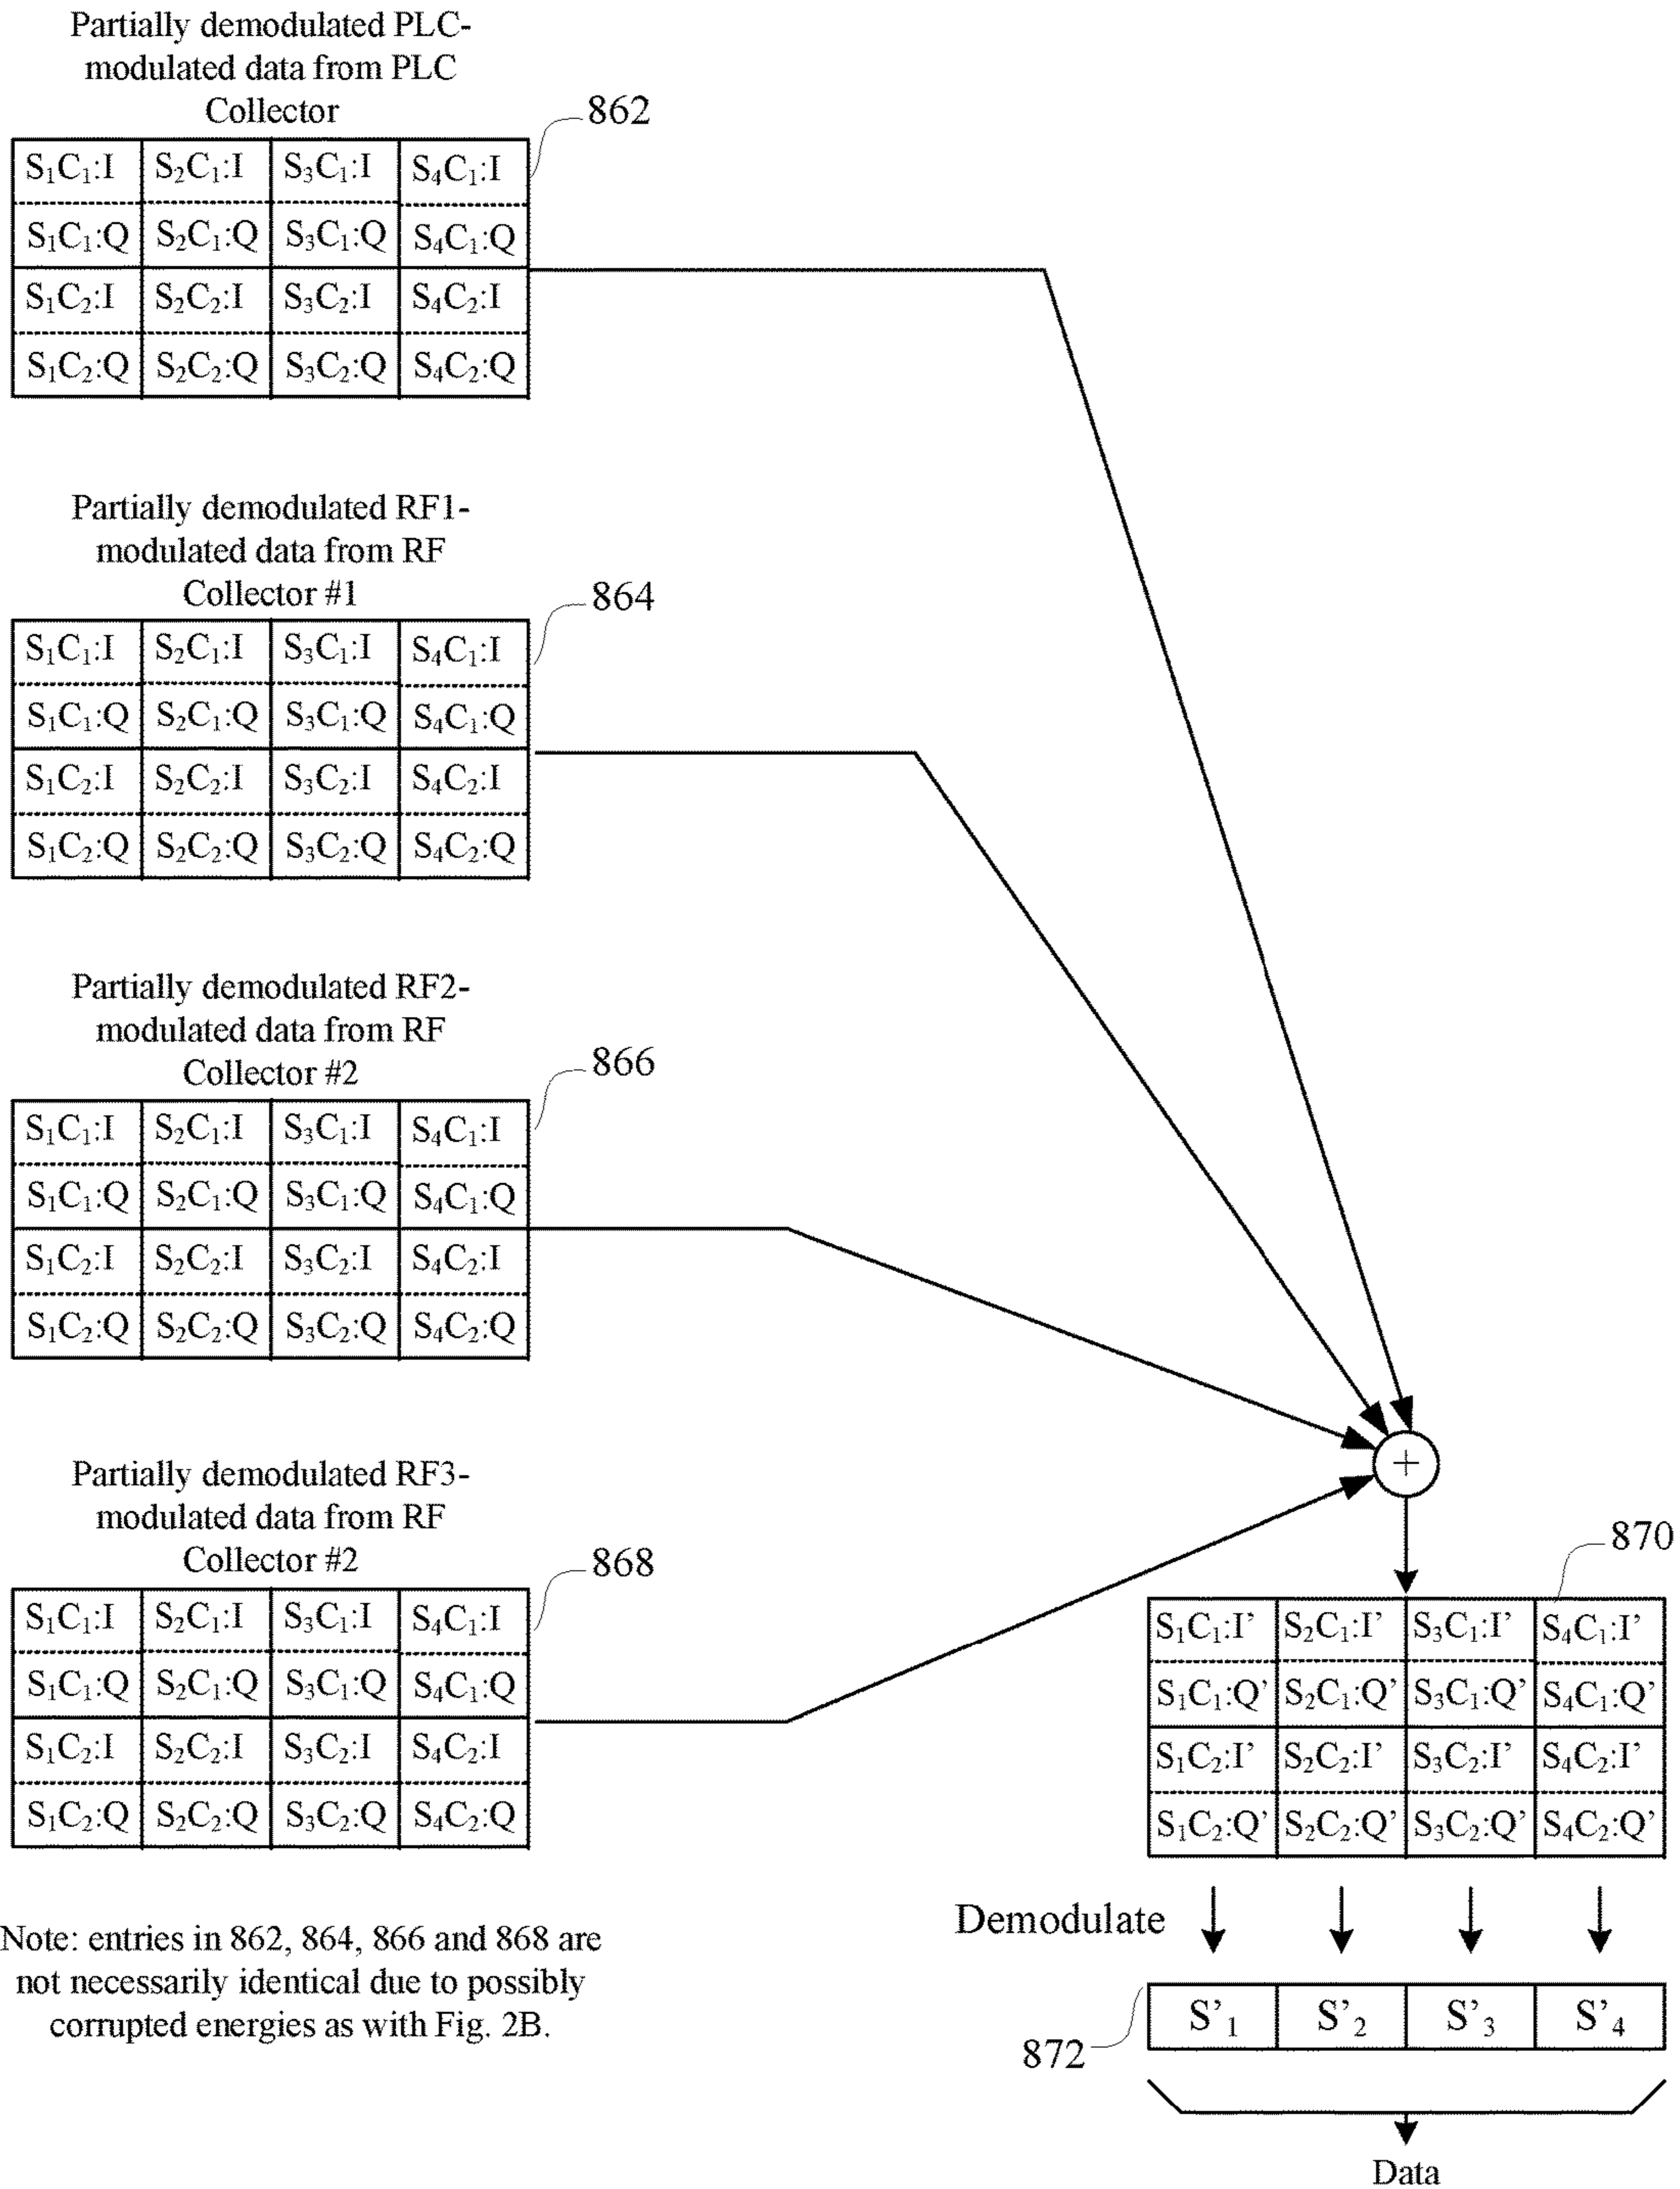 Partially demodulated PLC-
modulated data from PLC
Collector
862
S₁C₁:I S₂C₁:I S₃C₁:I S₄C₁:I
S₁C₁:Q S₂C₁:Q S₃C₁:Q S₄C₁:Q
S₁C₂:I S₂C₂:I S₃C₂:I S₄C₂:I
S₁C₂:Q S₂C₂:Q S₃C₂:Q S₄C₂:Q
Partially demodulated RF1-
modulated data from RF
Collector #1
864
S₁C₁:I S₂C₁:I S₃C₁:I S₄C₁:I
S₁C₁:Q S₂C₁:Q S₃C₁:Q S₄C₁:Q
S₁C₂:I S₂C₂:I S₃C₂:I S₄C₂:I
S₁C₂:Q S₂C₂:Q S₃C₂:Q S₄C₂:Q
Partially demodulated RF2-
modulated data from RF
Collector #2
866
S₁C₁:I S₂C₁:I S₃C₁:I S₄C₁:I
S₁C₁:Q S₂C₁:Q S₃C₁:Q S₄C₁:Q
S₁C₂:I S₂C₂:I S₃C₂:I S₄C₂:I
S₁C₂:Q S₂C₂:Q S₃C₂:Q S₄C₂:Q
Partially demodulated RF3-
modulated data from RF
Collector #2
868
S₁C₁:I S₂C₁:I S₃C₁:I S₄C₁:I
S₁C₁:Q S₂C₁:Q S₃C₁:Q S₄C₁:Q
S₁C₂:I S₂C₂:I S₃C₂:I S₄C₂:I
S₁C₂:Q S₂C₂:Q S₃C₂:Q S₄C₂:Q
+
870
S₁C₁:I’ S₂C₁:I’ S₃C₁:I’ S₄C₁:I’
S₁C₁:Q’ S₂C₁:Q’ S₃C₁:Q’ S₄C₁:Q’
S₁C₂:I’ S₂C₂:I’ S₃C₂:I’ S₄C₂:I’
S₁C₂:Q’ S₂C₂:Q’ S₃C₂:Q’ S₄C₂:Q’
Demodulate
872
S’₁ S’₂ S’₃ S’₄
Data
Note: entries in 862, 864, 866 and 868 are
not necessarily identical due to possibly
corrupted energies as with Fig. 2B.